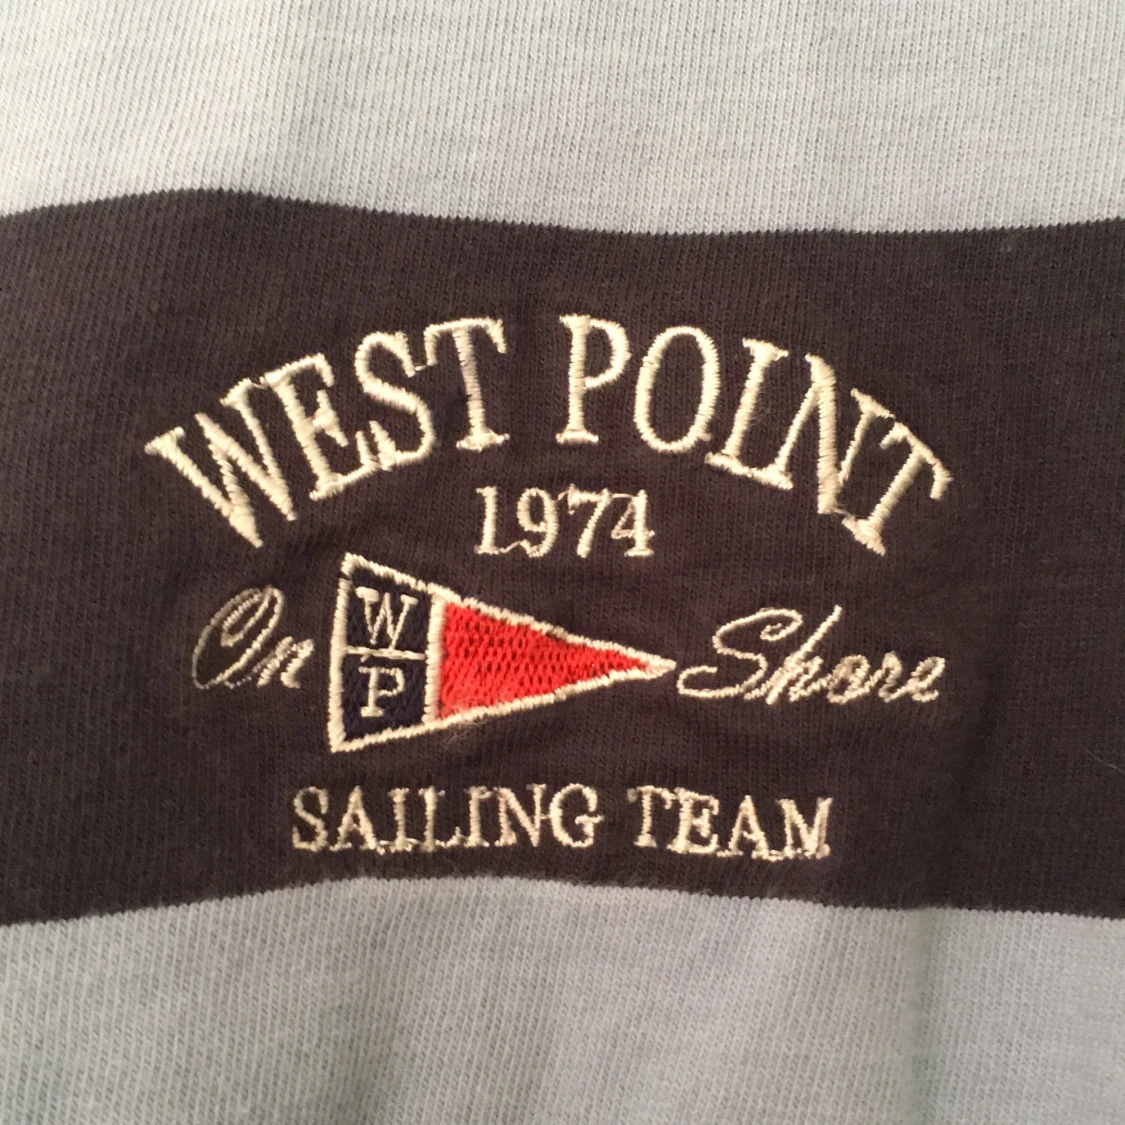 WEST POINT
1974
On W P Shore
SAILING TEAM